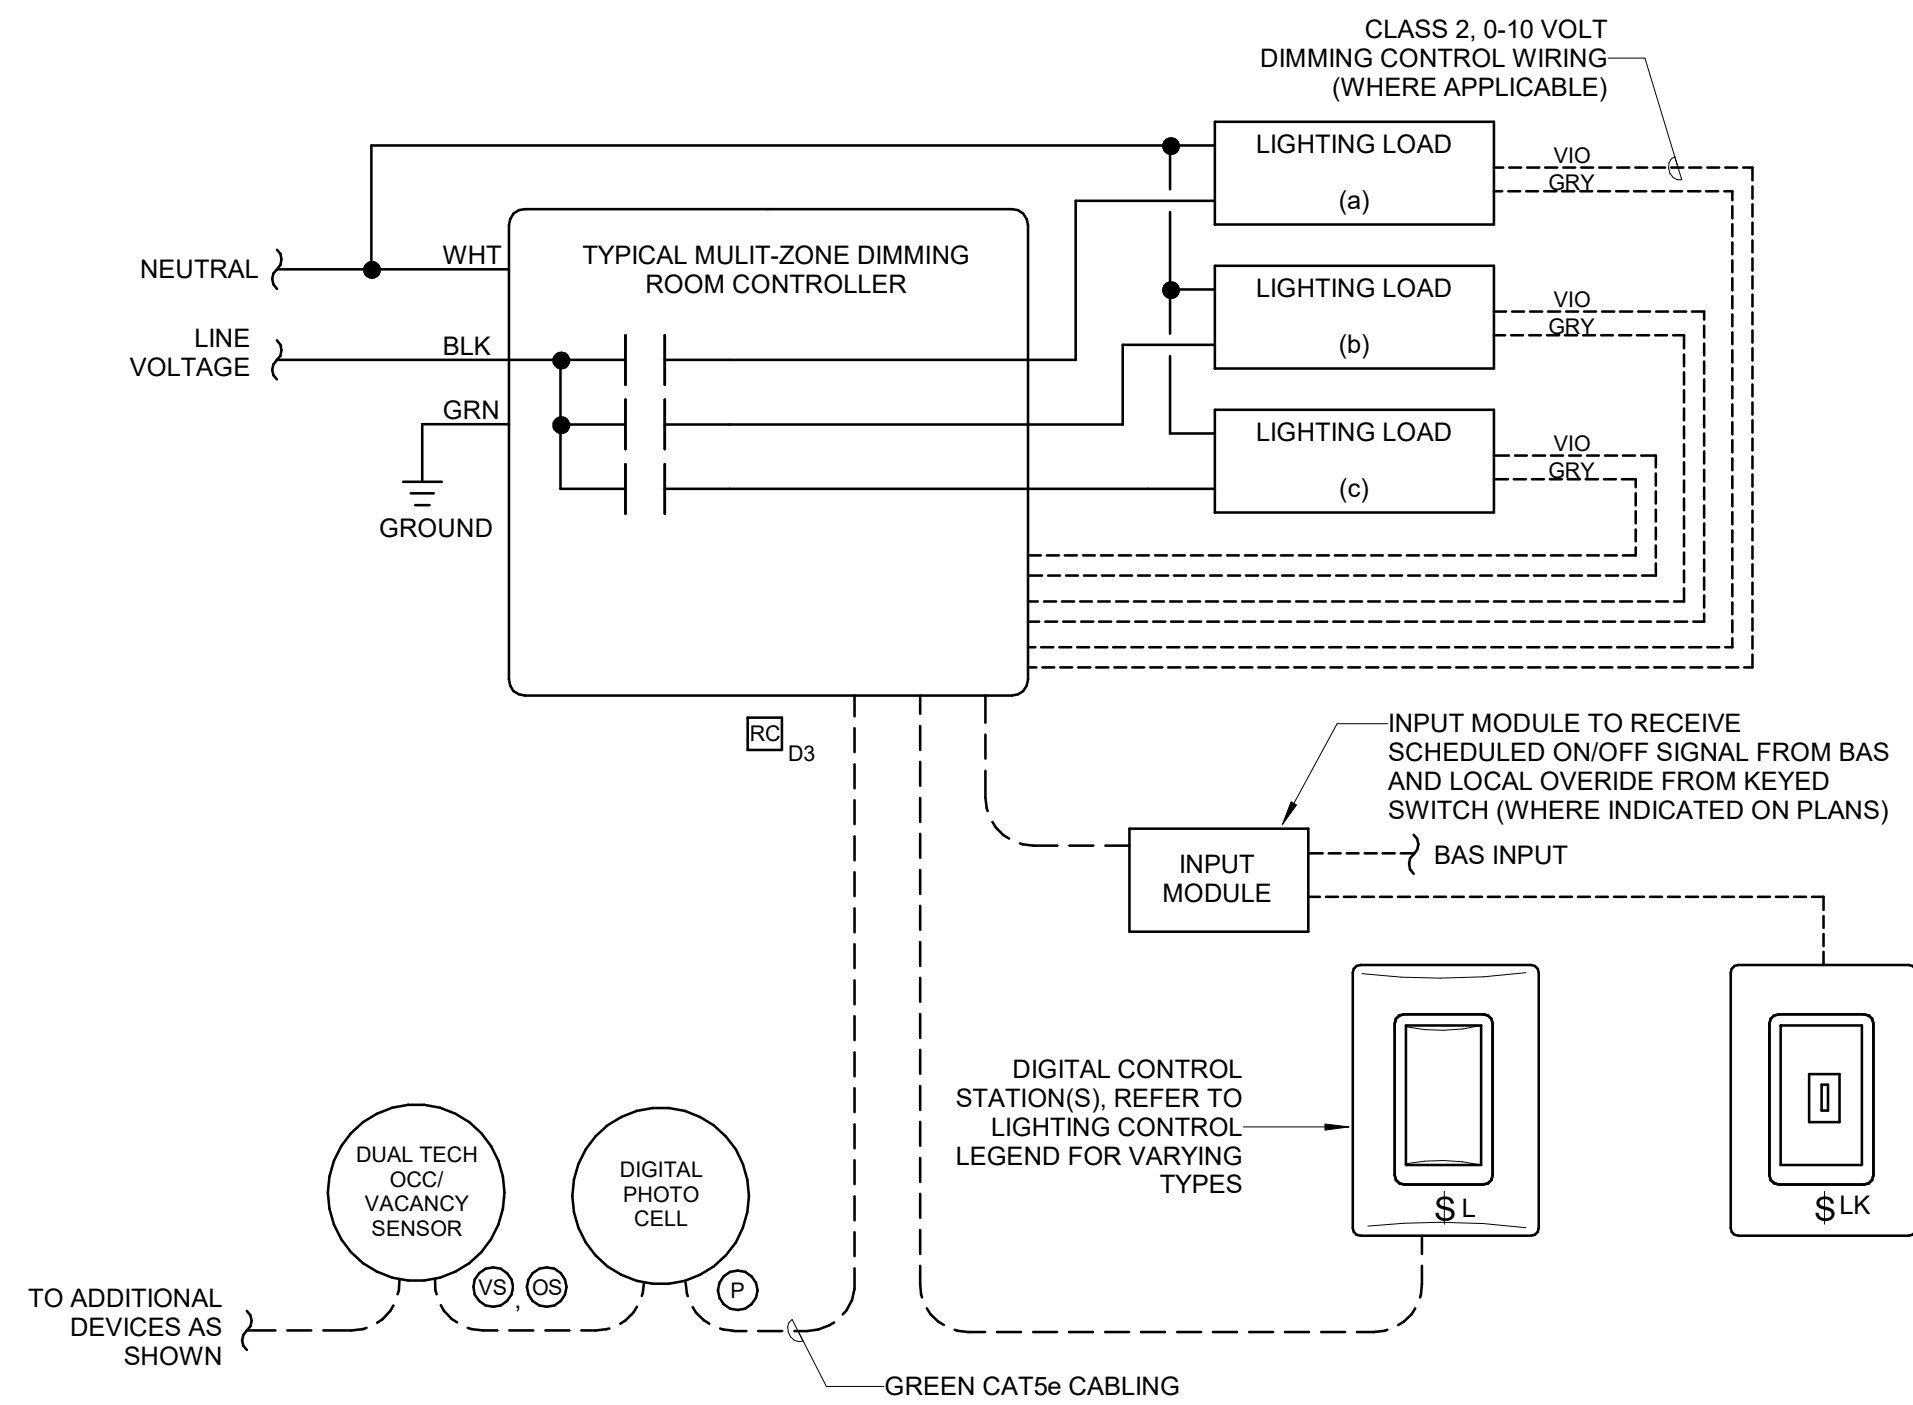 CLASS 2, 0-10 VOLT
DIMMING CONTROL WIRING
(WHERE APPLICABLE)
LIGHTING LOAD
(a)
VIO
GRY
NEUTRAL
WHT
TYPICAL MULIT-ZONE DIMMING
ROOM CONTROLLER
LINE
VOLTAGE
BLK
LIGHTING LOAD
(b)
VIO
GRY
GRN
GROUND
LIGHTING LOAD
(c)
VIO
GRY
RC
D3
INPUT MODULE TO RECEIVE
SCHEDULED ON/OFF SIGNAL FROM BAS
AND LOCAL OVERIDE FROM KEYED
SWITCH (WHERE INDICATED ON PLANS)
INPUT
MODULE
BAS INPUT
DIGITAL CONTROL
STATION(S), REFER TO
LIGHTING CONTROL
LEGEND FOR VARYING
TYPES
$ L
$ LK
DUAL TECH
OCC/
VACANCY
SENSOR
DIGITAL
PHOTO
CELL
VS, OS
P
TO ADDITIONAL
DEVICES AS
SHOWN
GREEN CAT5e CABLING